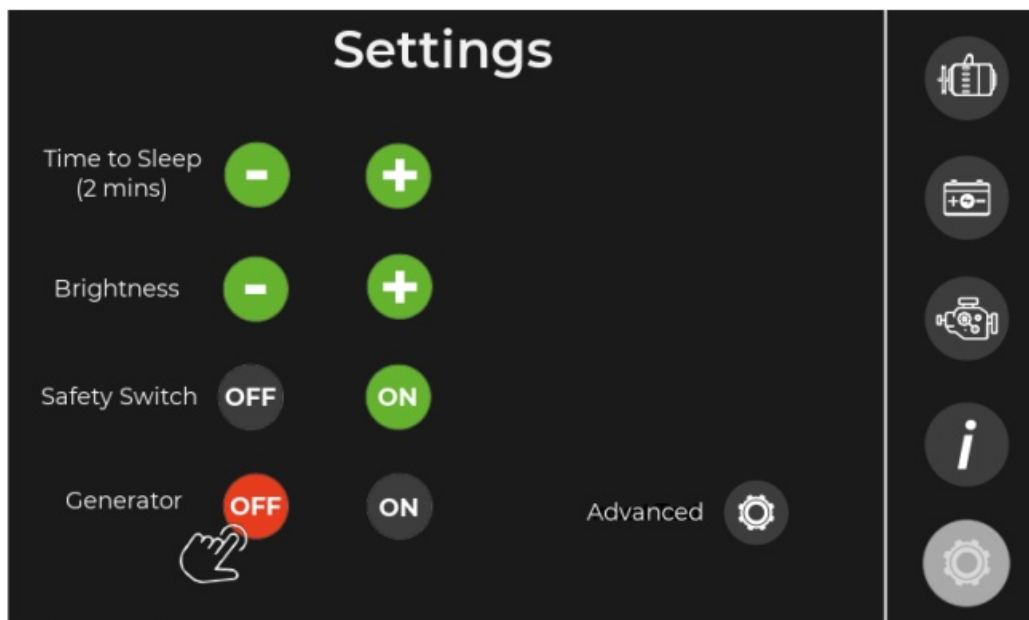 Settings
Time to Sleep
(2 mins)
-
+
Brightness
-
+
Safety Switch
OFF
ON
Generator
OFF
ON
Advanced
+ -
i